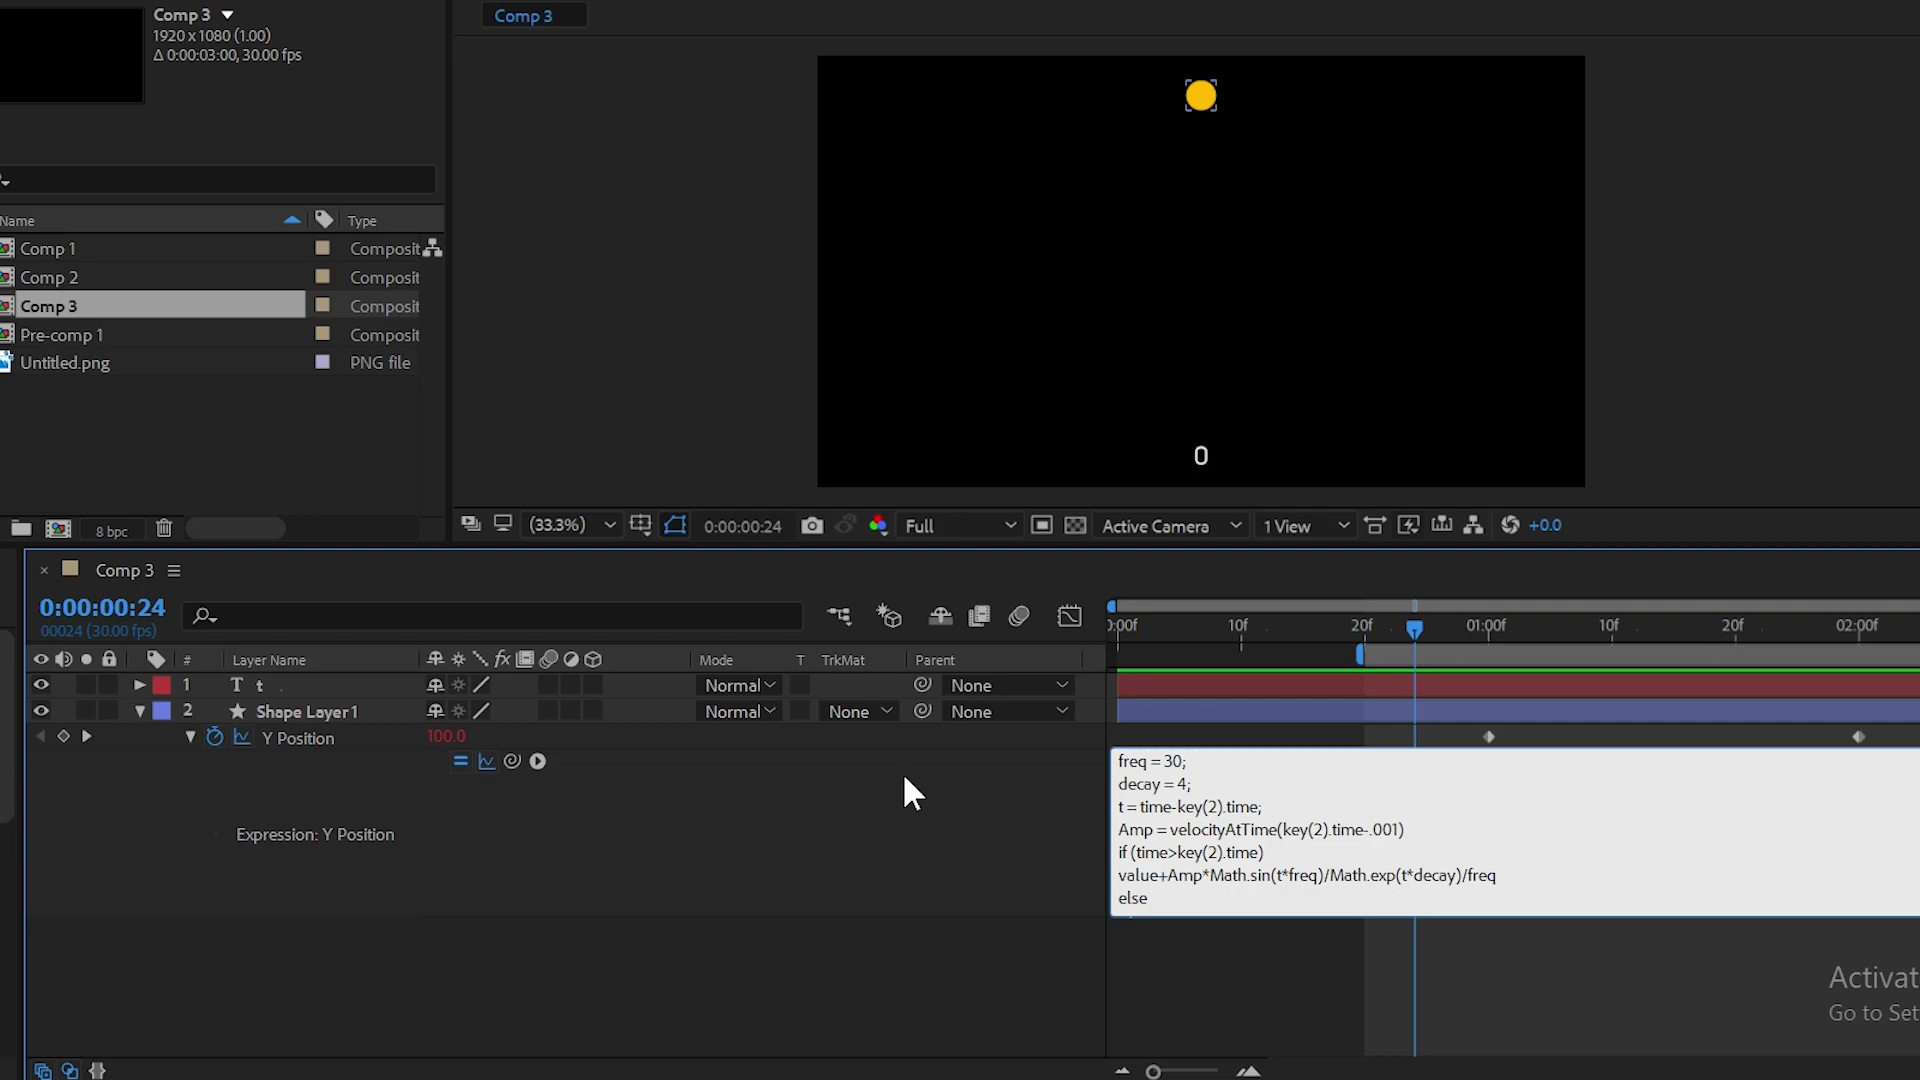 Comp 3
1920 x 1080 (1.00)
Δ 0:00:03:00, 30.00 fps
Comp 3
Name Type
Comp 1 Composit
Comp 2 Composit
Comp 3 Composit
Pre-comp 1 Composit
Untitled.png PNG file
0
8 bpc
(33.3%) 0:00:00:24 Full Active Camera 1 View +0.0
× Comp 3
0:00:00:24
00024 (30.00 fps)
):00f 10f 20f 01:00f 10f 20f 02:00f
# Layer Name fx Mode T TrkMat Parent
1 T t Normal None
2 Shape Layer 1 Normal None None
Y Position 100.0
Expression: Y Position
freq = 30;
decay = 4;
t = time-key(2).time;
Amp = velocityAtTime(key(2).time-.001)
if (time>key(2).time)
value+Amp*Math.sin(t*freq)/Math.exp(t*decay)/freq
else
Activat
Go to Set